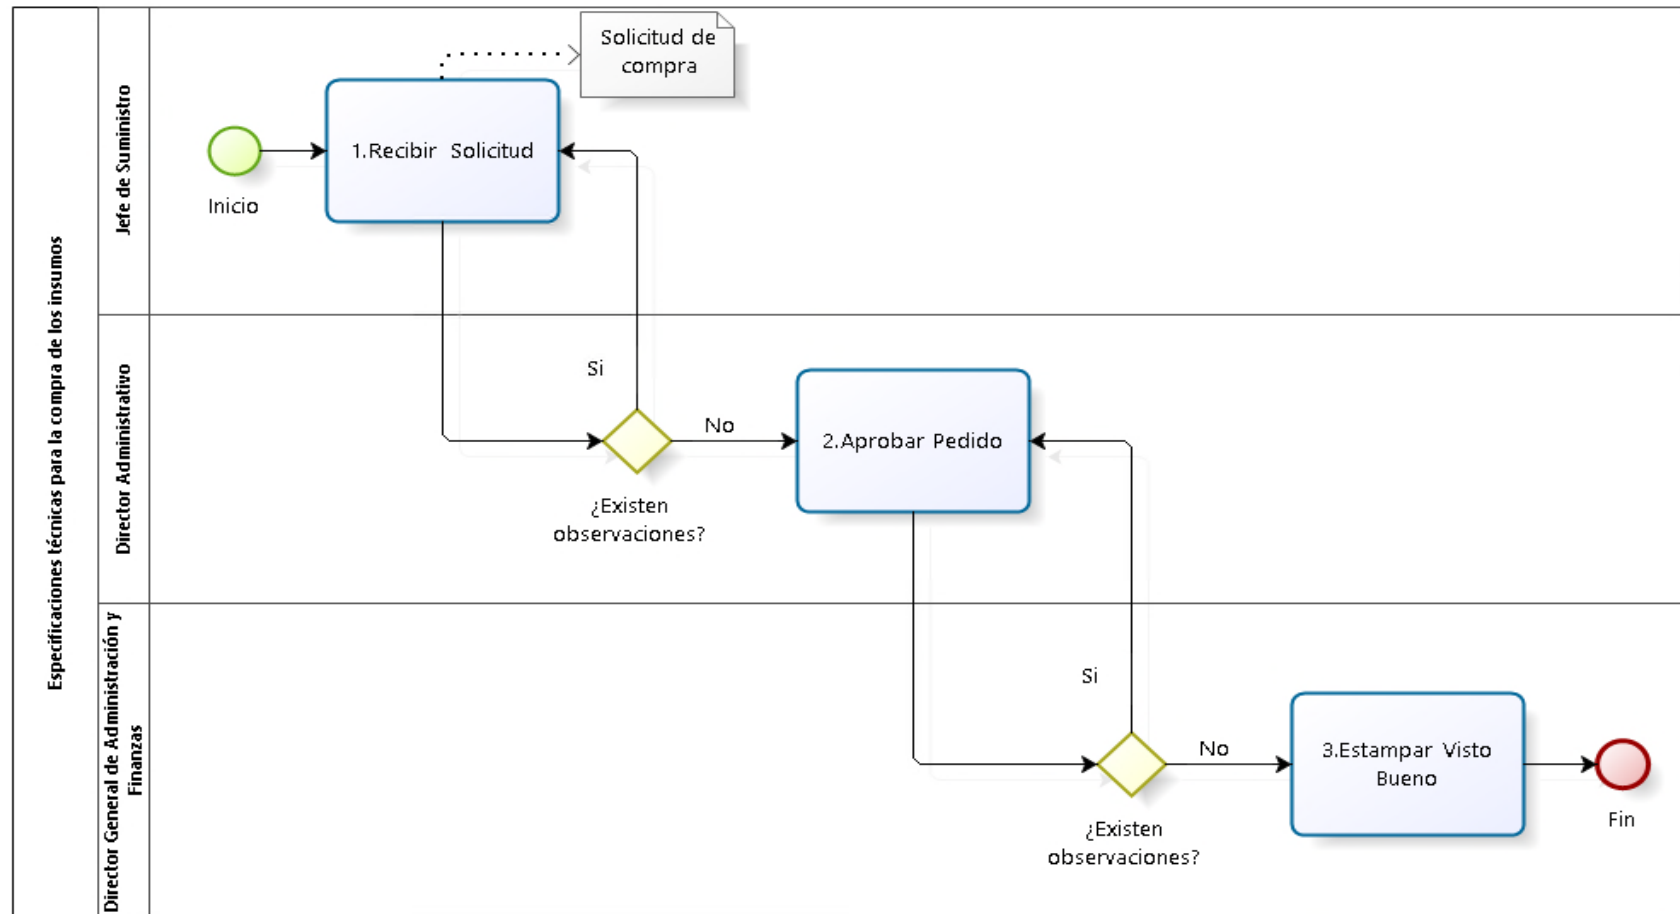 Especificaciones técnicas para la compra de los insumos
Jefe de Suministro
Solicitud de
compra
1.Recibir Solicitud
Inicio
Director Administrativo
Si
No
2.Aprobar Pedido
¿Existen
observaciones?
Director General de Administración y
Finanzas
Si
No
3.Estampar Visto
Bueno
Fin
¿Existen
observaciones?